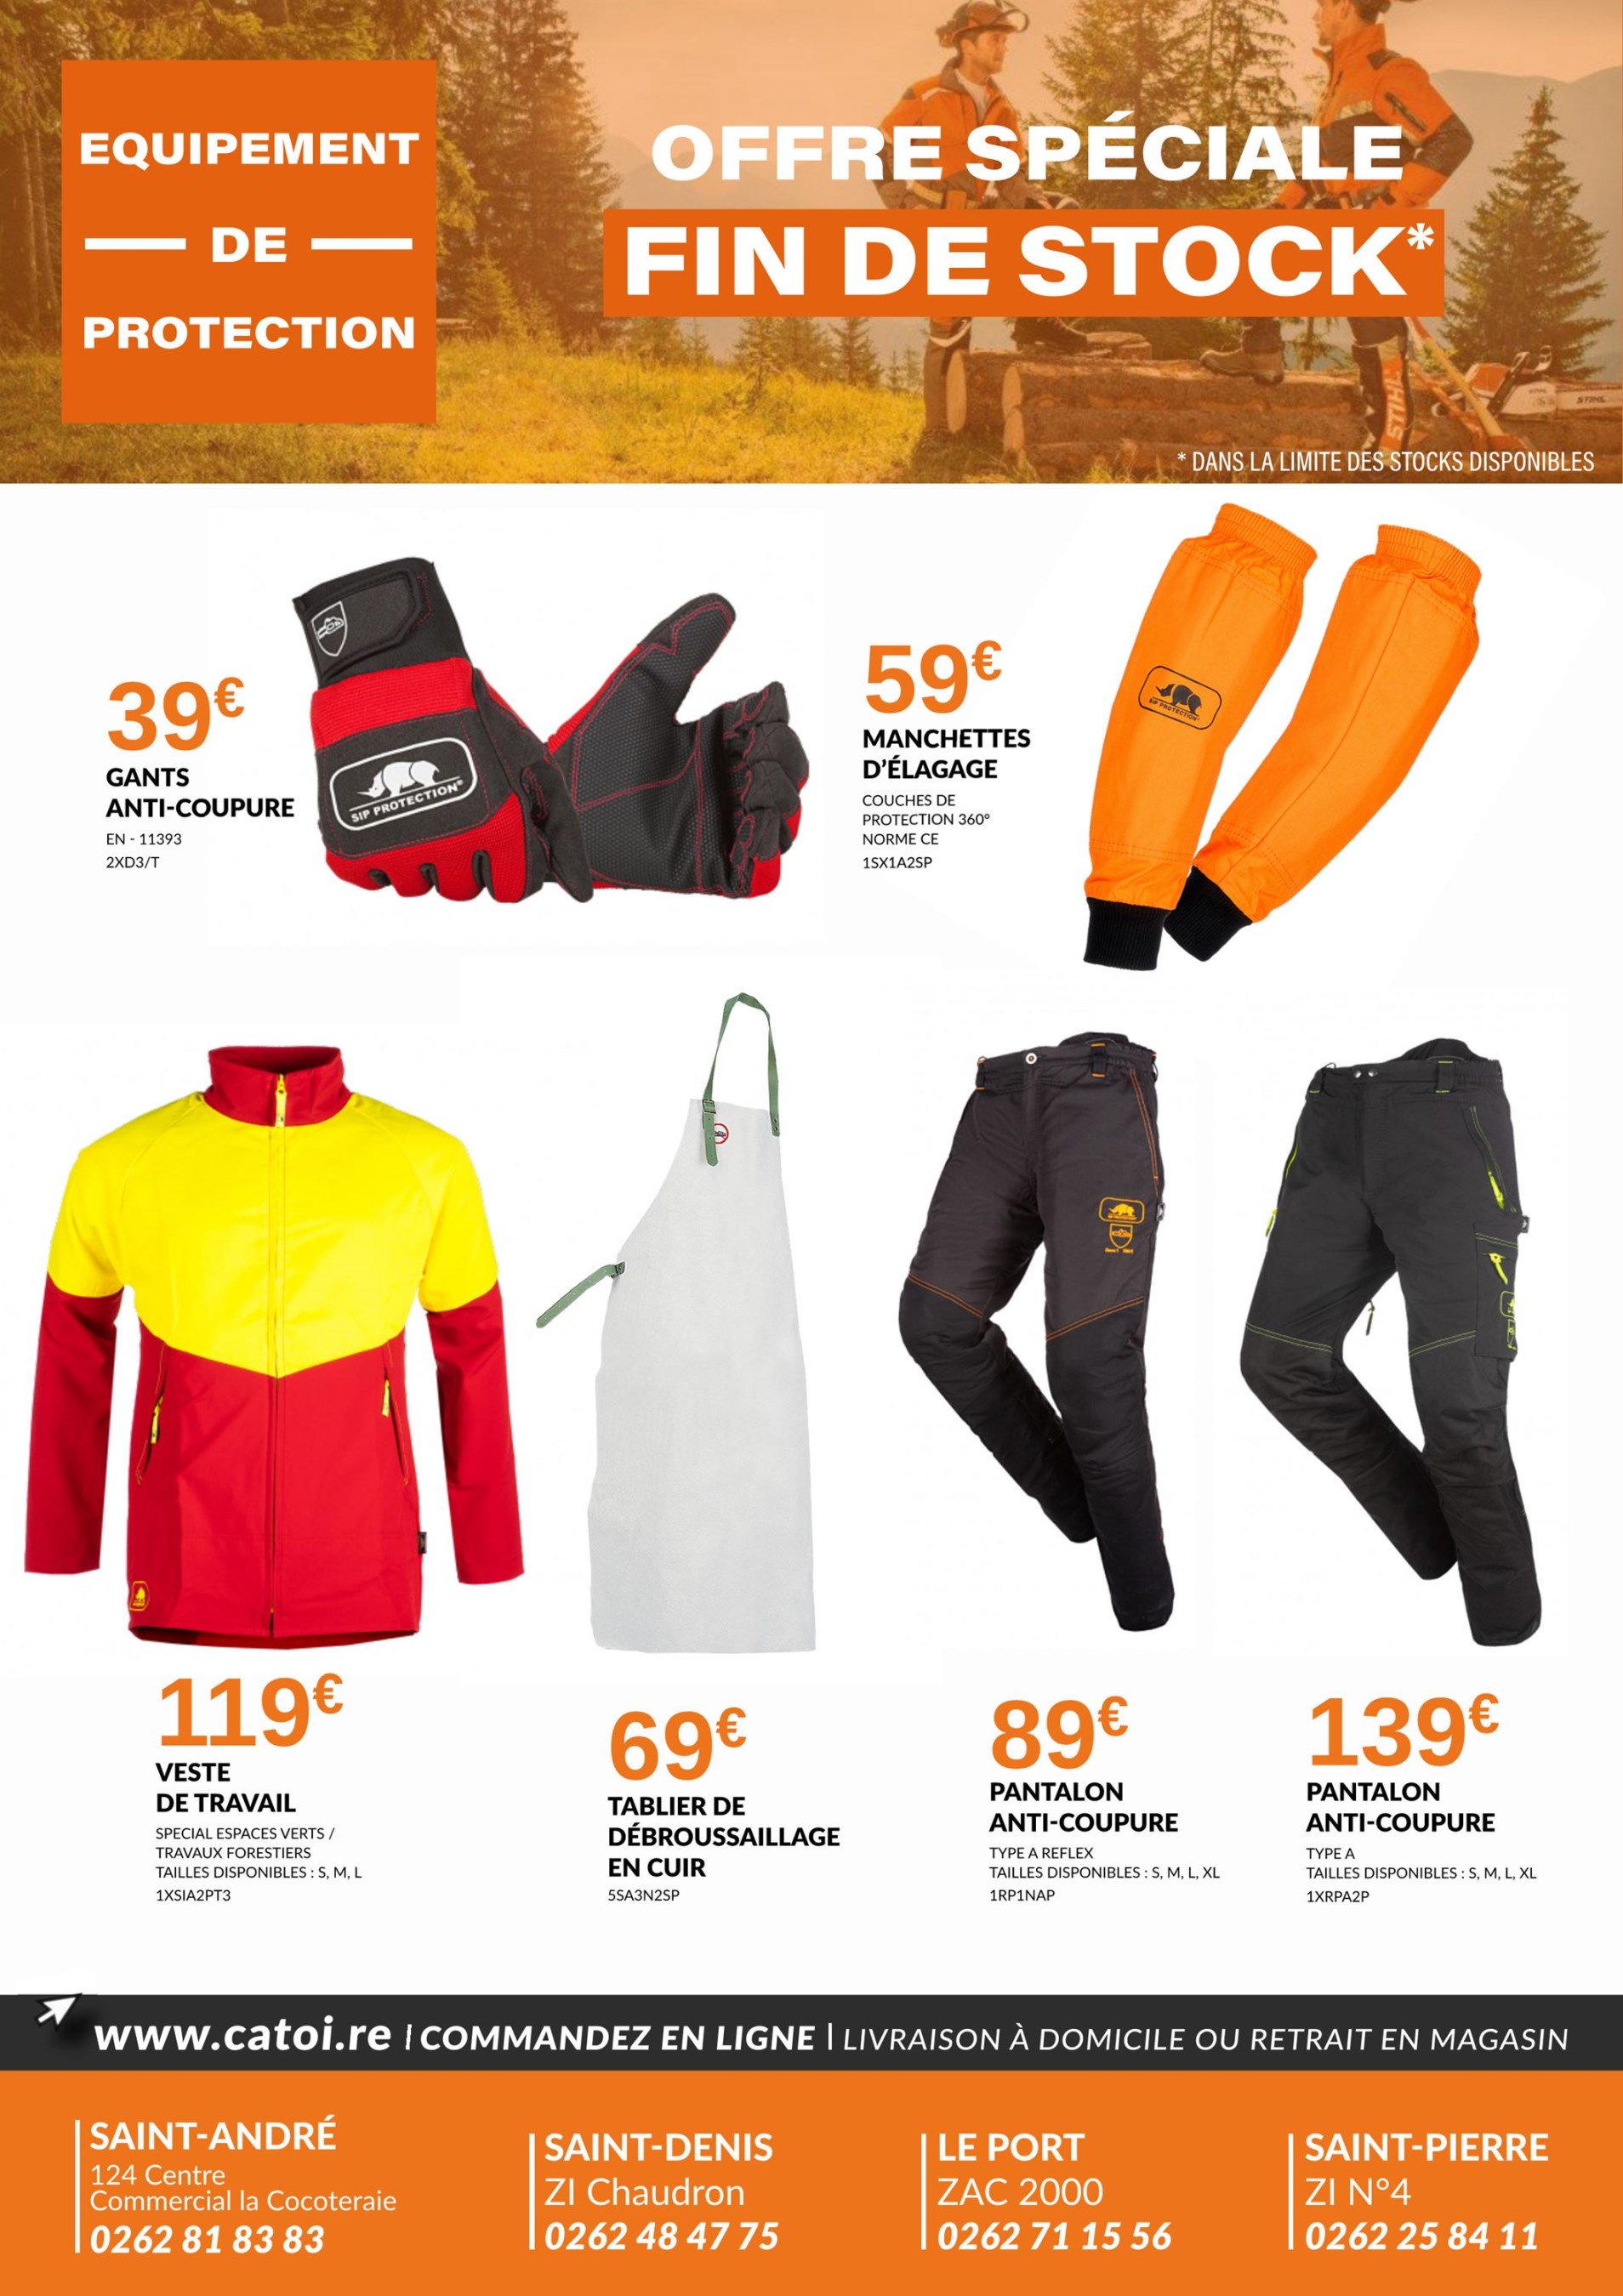 EQUIPEMENT
DE
PROTECTION
OFFRE SPÉCIALE
FIN DE STOCK*
STIHL
STIHL
* DANS LA LIMITE DES STOCKS DISPONIBLES
39€
GANTS
ANTI-COUPURE
EN - 11393
2XD3/T
SIP PROTECTION®
59€
MANCHETTES
D'ÉLAGAGE
COUCHES DE
PROTECTION 360°
NORME CE
1SX1A2SP
SIP PROTECTION®
119€
VESTE
DE TRAVAIL
SPECIAL ESPACES VERTS /
TRAVAUX FORESTIERS
TAILLES DISPONIBLES : S, M, L
1XSIA2PT3
69€
TABLIER DE
DÉBROUSSAILLAGE
EN CUIR
5SA3N2SP
89€
PANTALON
ANTI-COUPURE
TYPE A REFLEX
TAILLES DISPONIBLES : S, M, L, XL
1RP1NAP
139€
PANTALON
ANTI-COUPURE
TYPE A
TAILLES DISPONIBLES : S, M, L, XL
1XRPA2P
www.catoi.re | COMMANDEZ EN LIGNE | LIVRAISON À DOMICILE OU RETRAIT EN MAGASIN
SAINT-ANDRÉ
124 Centre
Commercial la Cocoteraie
0262 81 83 83
SAINT-DENIS
ZI Chaudron
0262 48 47 75
LE PORT
ZAC 2000
0262 71 15 56
SAINT-PIERRE
ZI N°4
0262 25 84 11